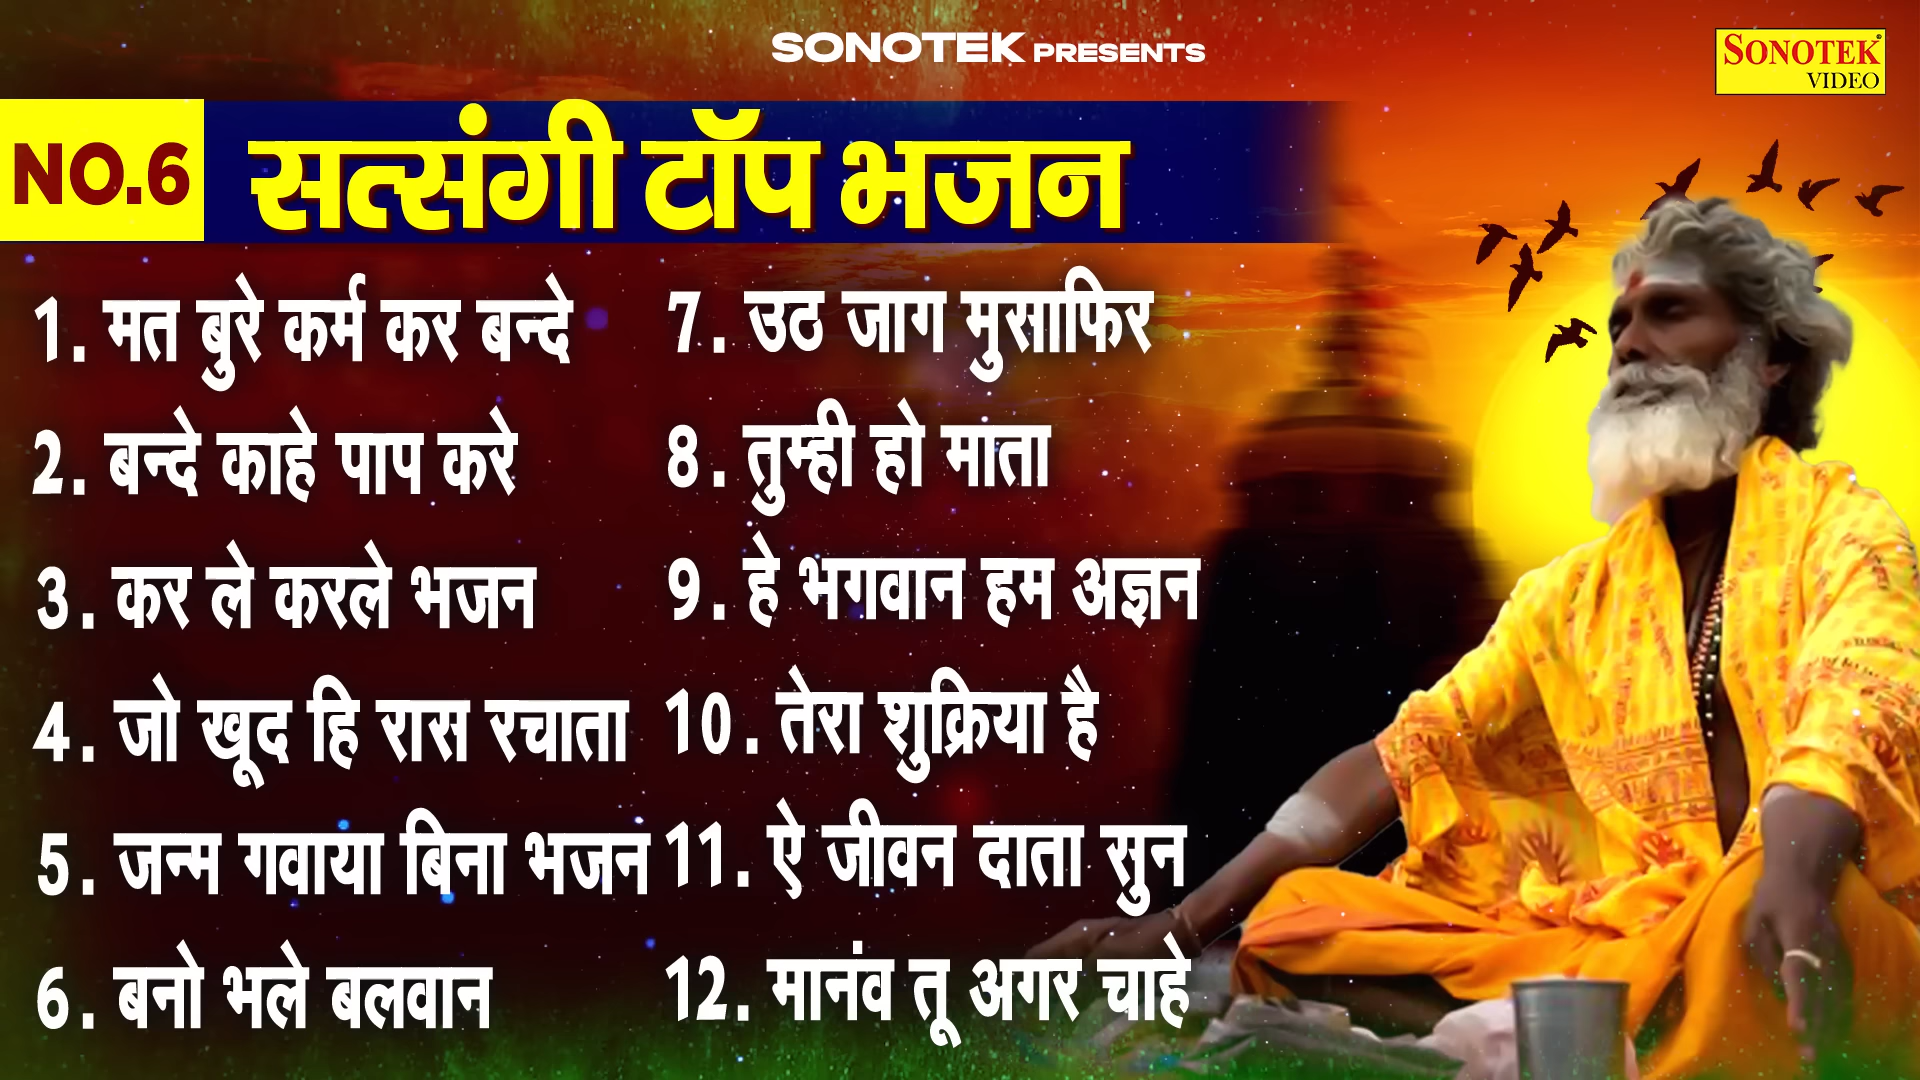 SONOTEK PRESENTS
SONOTEK
VIDEO
NO.6
सत्संगी टॉप भजन
1. मत बुरे कर्म कर बन्दे
2. बन्दे काहे पाप करे
3. कर ले करले भजन
4. जो खूद हि रास रचाता
5. जन्म गवाया बिना भजन
6. बनो भले बलवान
7. उठ जाग मुसाफिर
8. तुम्ही हो माता
9. हे भगवान हम अज्ञन
10. तेरा शुक्रिया है
11. ऐ जीवन दाता सुन
12. मानंव तू अगर चाहे